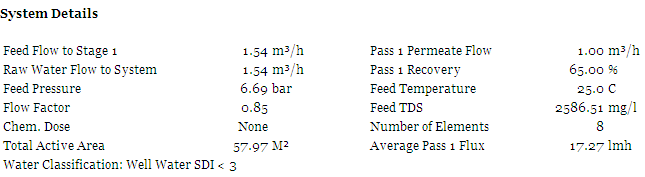 System Details
Feed Flow to Stage 1 1.54 m³/h Pass 1 Permeate Flow 1.00 m³/h
Raw Water Flow to System 1.54 m³/h Pass 1 Recovery 65.00 %
Feed Pressure 6.69 bar Feed Temperature 25.0 C
Flow Factor 0.85 Feed TDS 2586.51 mg/l
Chem. Dose None Number of Elements 8
Total Active Area 57.97 M² Average Pass 1 Flux 17.27 lmh
Water Classification: Well Water SDI < 3